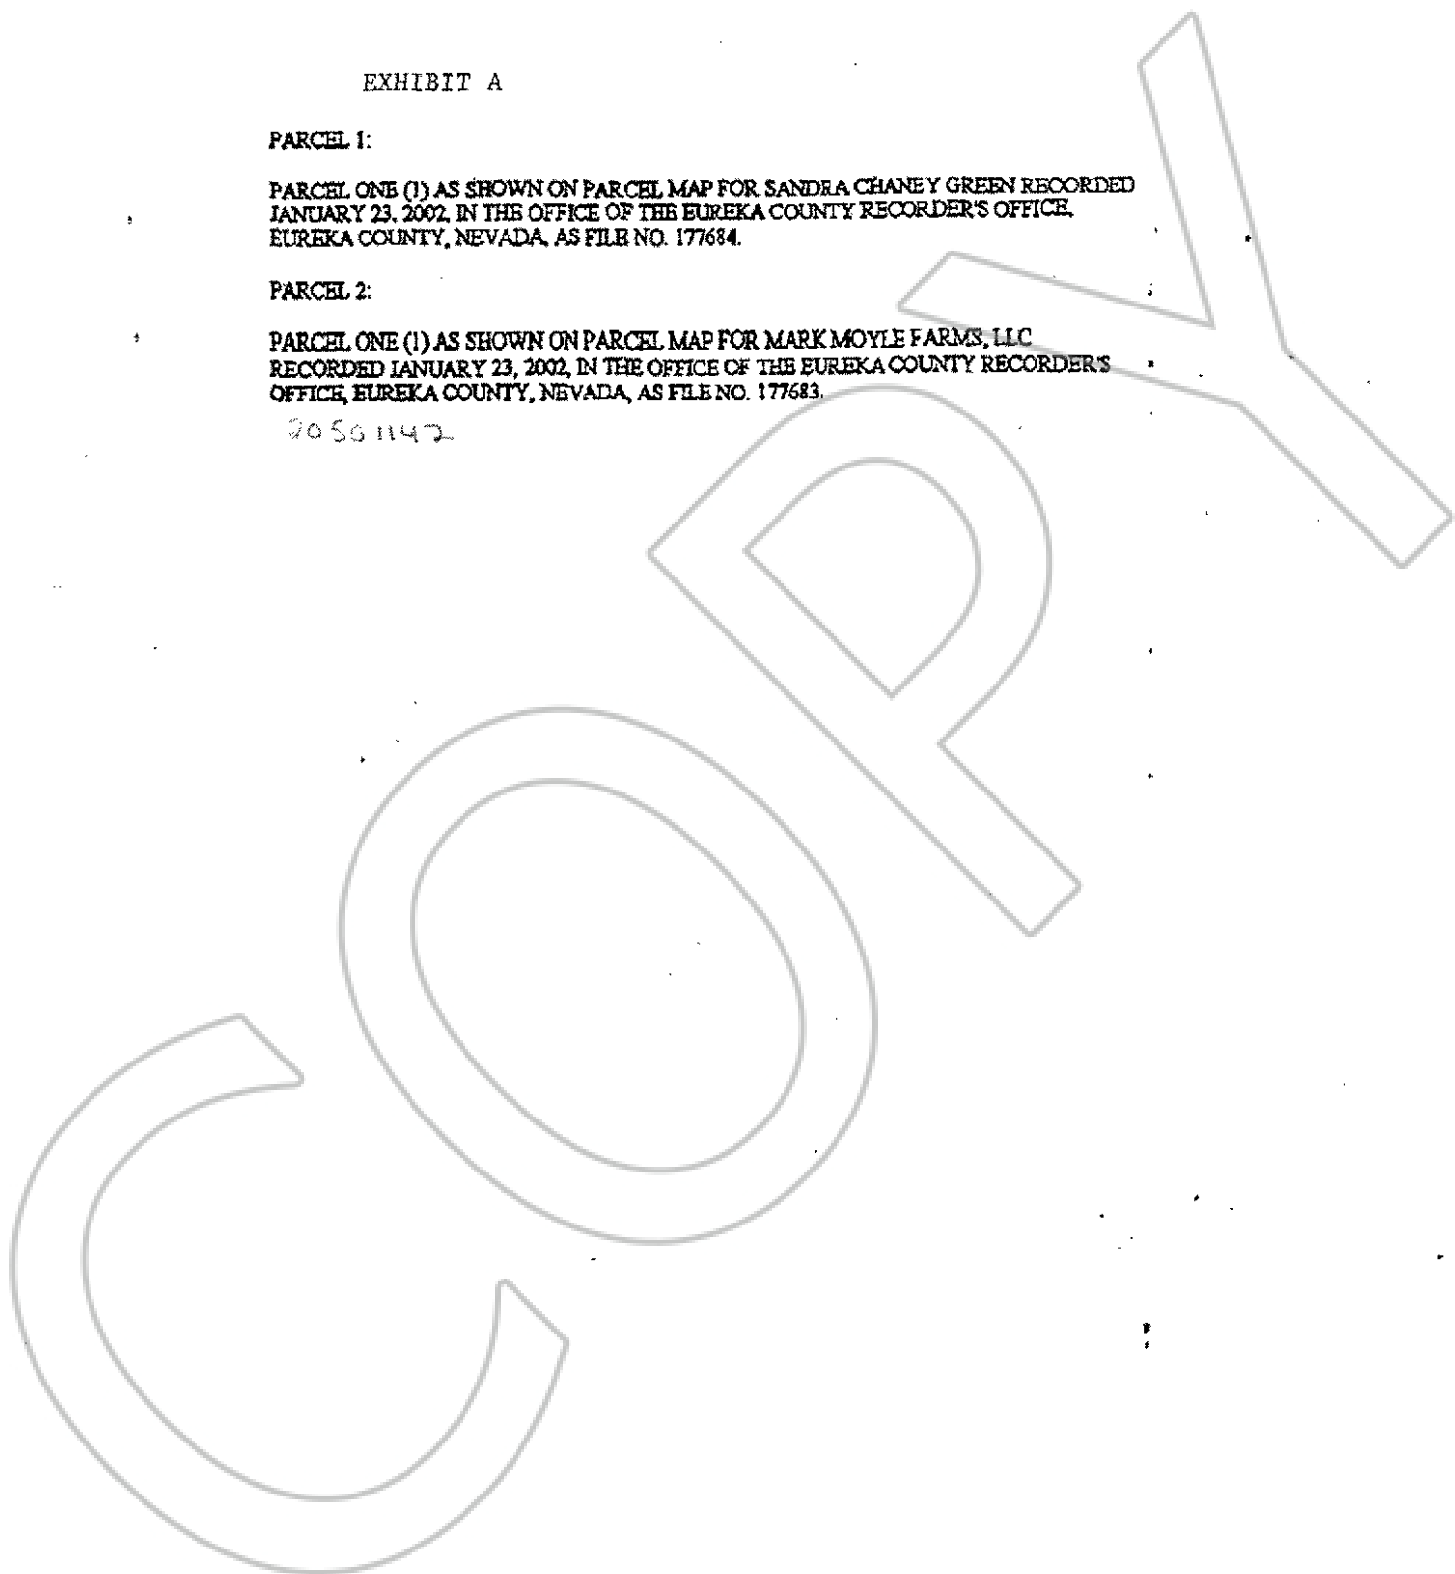 EXHIBIT A
PARCEL 1:
PARCEL ONE (1) AS SHOWN ON PARCEL MAP FOR SANDRA CHANEY GREEN RECORDED
JANUARY 23, 2002, IN THE OFFICE OF THE EUREKA COUNTY RECORDER'S OFFICE,
EUREKA COUNTY, NEVADA, AS FILE NO. 177684.
PARCEL 2:
PARCEL ONE (1) AS SHOWN ON PARCEL MAP FOR MARK MOYLE FARMS, LLC
RECORDED JANUARY 23, 2002, IN THE OFFICE OF THE EUREKA COUNTY RECORDER'S
OFFICE, EUREKA COUNTY, NEVADA, AS FILE NO. 177683.
COPY